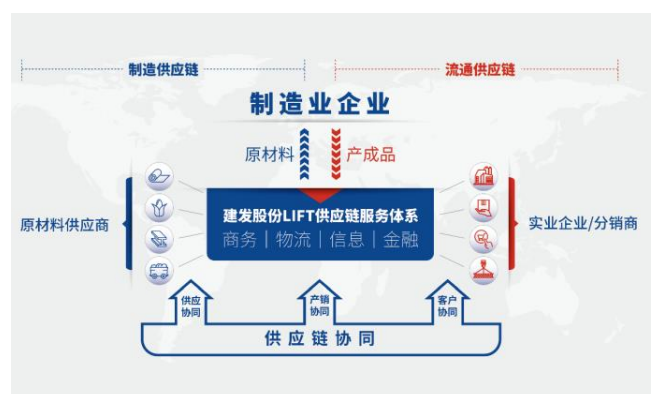 制造供应链
流通供应链
制造业企业
原材料
产成品
原材料供应商
建发股份LIFT供应链服务体系
商务｜物流｜信息｜金融
实业企业/分销商
供应
协同
产销
协同
客户
协同
供应链协同